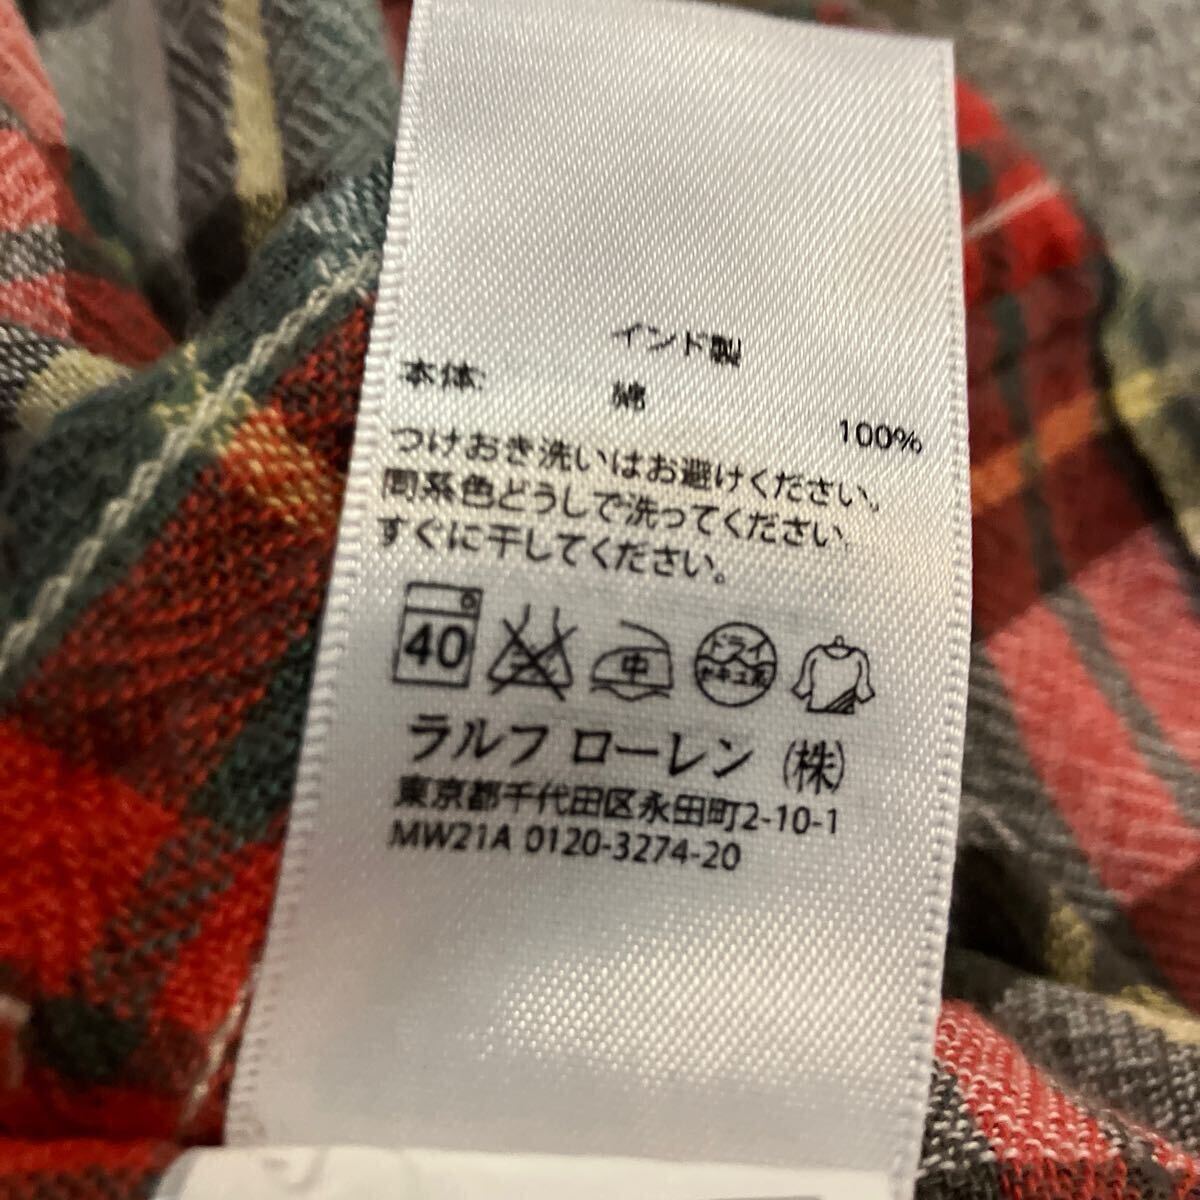 インド製
本体: 綿 100%
つけおき洗いはお避けください。
同系色どうしで洗ってください。
すぐに干してください。
40 中 ドライ セキユ系
ラルフ ローレン (株)
東京都千代田区永田町2-10-1
MW21A 0120-3274-20